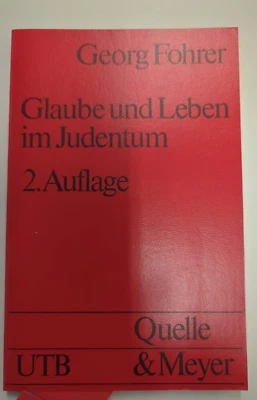 Georg Fohrer
Glaube und Leben
im Judentum
2. Auflage
Quelle
UTB & Meyer